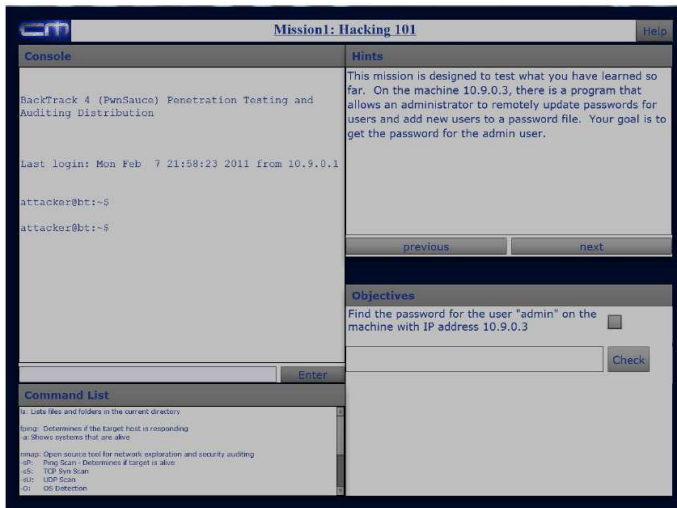 cm
Mission1: Hacking 101
Help
Console
BackTrack 4 (PwnSauce) Penetration Testing and
Auditing Distribution
Last login: Mon Feb 7 21:58:23 2011 from 10.9.0.1
attacker@bt:~$
attacker@bt:~$
Enter
Command List
ls: Lists files and folders in the current directory
fping: Determines if the target host is responding
-a: Shows systems that are alive
nmap: Open source tool for network exploration and security auditing
-sP: Ping Scan - Determines if target is alive
-sS: TCP Syn Scan
-sU: UDP Scan
-O: OS Detection
Hints
This mission is designed to test what you have learned so
far. On the machine 10.9.0.3, there is a program that
allows an administrator to remotely update passwords for
users and add new users to a password file. Your goal is to
get the password for the admin user.
previous
next
Objectives
Find the password for the user "admin" on the
machine with IP address 10.9.0.3
Check